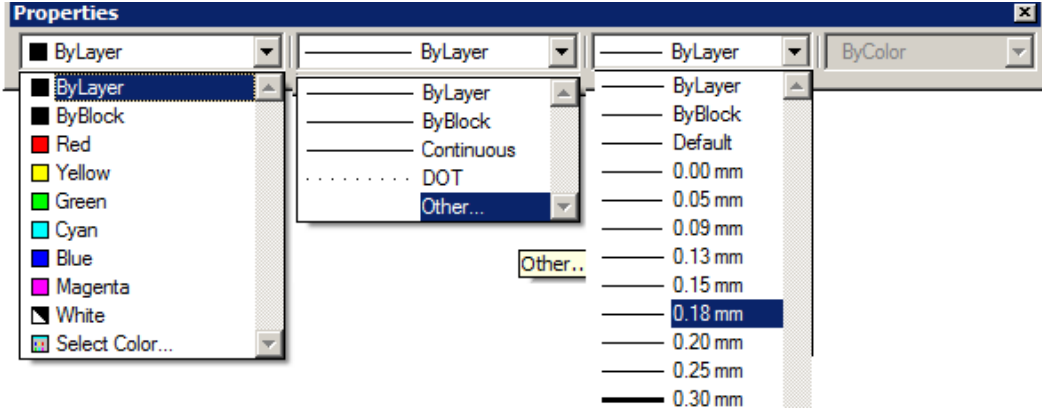 Properties
ByLayer
ByLayer
ByLayer
ByColor
ByLayer
ByBlock
Red
Yellow
Green
Cyan
Blue
Magenta
White
Select Color...
ByLayer
ByBlock
Continuous
DOT
Other...
Other..
ByLayer
ByBlock
Default
0.00 mm
0.05 mm
0.09 mm
0.13 mm
0.15 mm
0.18 mm
0.20 mm
0.25 mm
0.30 mm